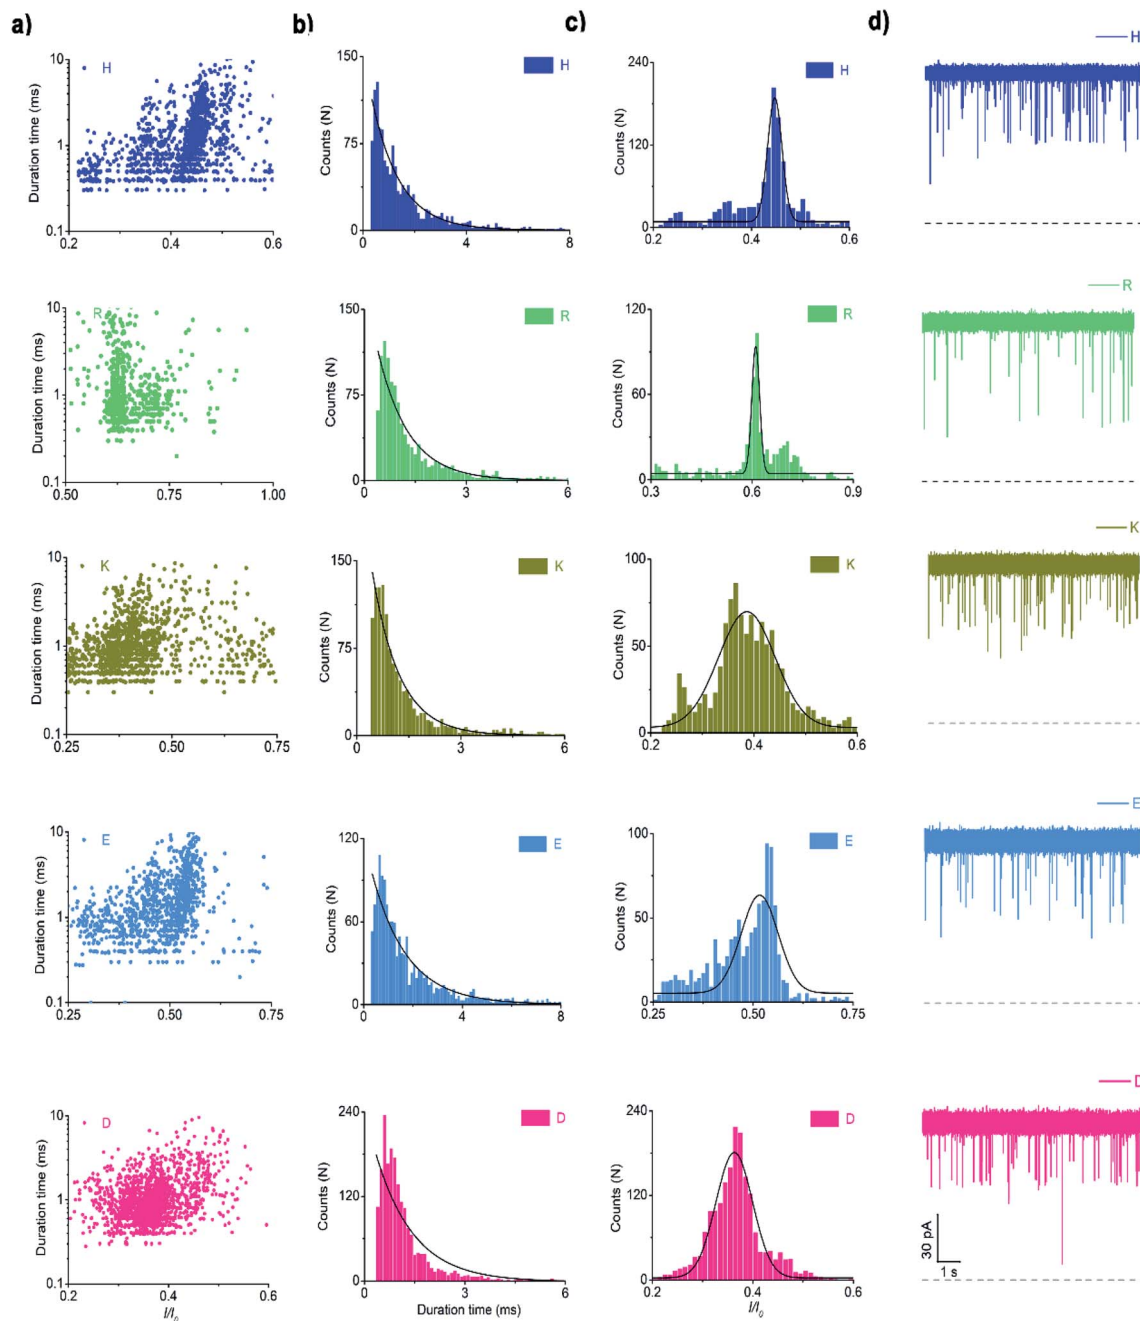 a)
b)
c)
d)
H
Duration time (ms)
10
1
0.1
0.2
0.4
0.6
H
Counts (N)
150
75
0
0
4
8
H
Counts (N)
240
120
0
0.2
0.4
0.6
H
R
Duration time (ms)
10
1
0.1
0.50
0.75
1.00
R
Counts (N)
150
75
0
0
3
6
R
Counts (N)
120
60
0
0.3
0.6
0.9
R
K
Duration time (ms)
10
1
0.1
0.25
0.50
0.75
K
Counts (N)
150
75
0
0
3
6
K
Counts (N)
100
50
0
0.2
0.4
0.6
K
E
Duration time (ms)
10
1
0.1
0.25
0.50
0.75
E
Counts (N)
120
60
0
0
4
8
E
Counts (N)
100
50
0
0.25
0.50
0.75
E
D
Duration time (ms)
10
1
0.1
0.2
0.4
0.6
I/I0
D
Counts (N)
240
120
0
0
3
6
Duration time (ms)
D
Counts (N)
240
120
0
0.2
0.4
0.6
I/I0
D
30 pA
1 s